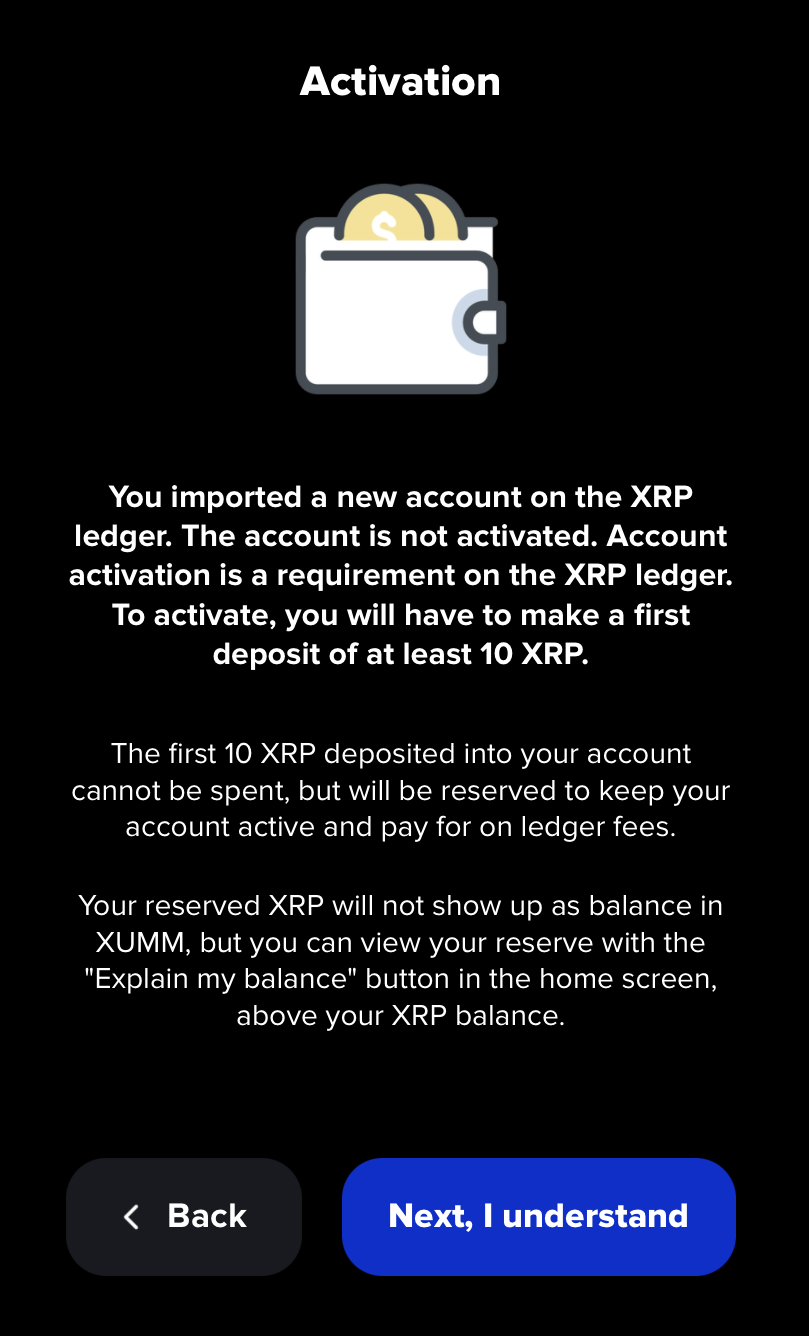 Activation
$
You imported a new account on the XRP
ledger. The account is not activated. Account
activation is a requirement on the XRP ledger.
To activate, you will have to make a first
deposit of at least 10 XRP.
The first 10 XRP deposited into your account
cannot be spent, but will be reserved to keep your
account active and pay for on ledger fees.
Your reserved XRP will not show up as balance in
XUMM, but you can view your reserve with the
"Explain my balance" button in the home screen,
above your XRP balance.
Back
Next, I understand